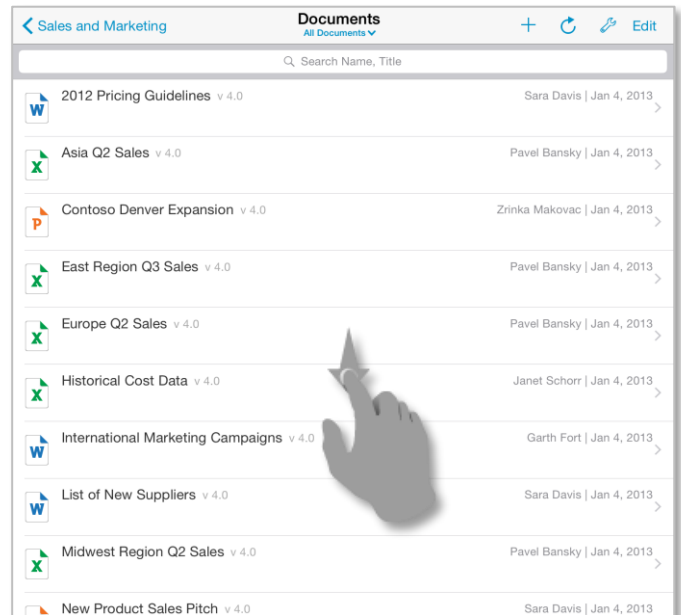 Sales and Marketing Documents Edit
All Documents
Search Name, Title
2012 Pricing Guidelines v 4.0 Sara Davis | Jan 4, 2013
W
Asia Q2 Sales v 4.0 Pavel Bansky | Jan 4, 2013
X
Contoso Denver Expansion v 4.0 Zrinka Makovac | Jan 4, 2013
P
East Region Q3 Sales v 4.0 Pavel Bansky | Jan 4, 2013
X
Europe Q2 Sales v 4.0 Pavel Bansky | Jan 4, 2013
X
Historical Cost Data v 4.0 Janet Schorr | Jan 4, 2013
X
International Marketing Campaigns v 4.0 Garth Fort | Jan 4, 2013
W
List of New Suppliers v 4.0 Sara Davis | Jan 4, 2013
W
Midwest Region Q2 Sales v 4.0 Pavel Bansky | Jan 4, 2013
X
New Product Sales Pitch v 4.0 Sara Davis | Jan 4, 2013